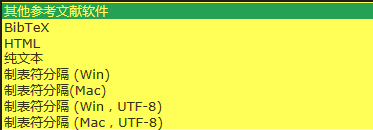 其他参考文献软件
BibTeX
HTML
纯文本
制表符分隔 (Win)
制表符分隔(Mac)
制表符分隔 (Win，UTF-8)
制表符分隔 (Mac，UTF-8)